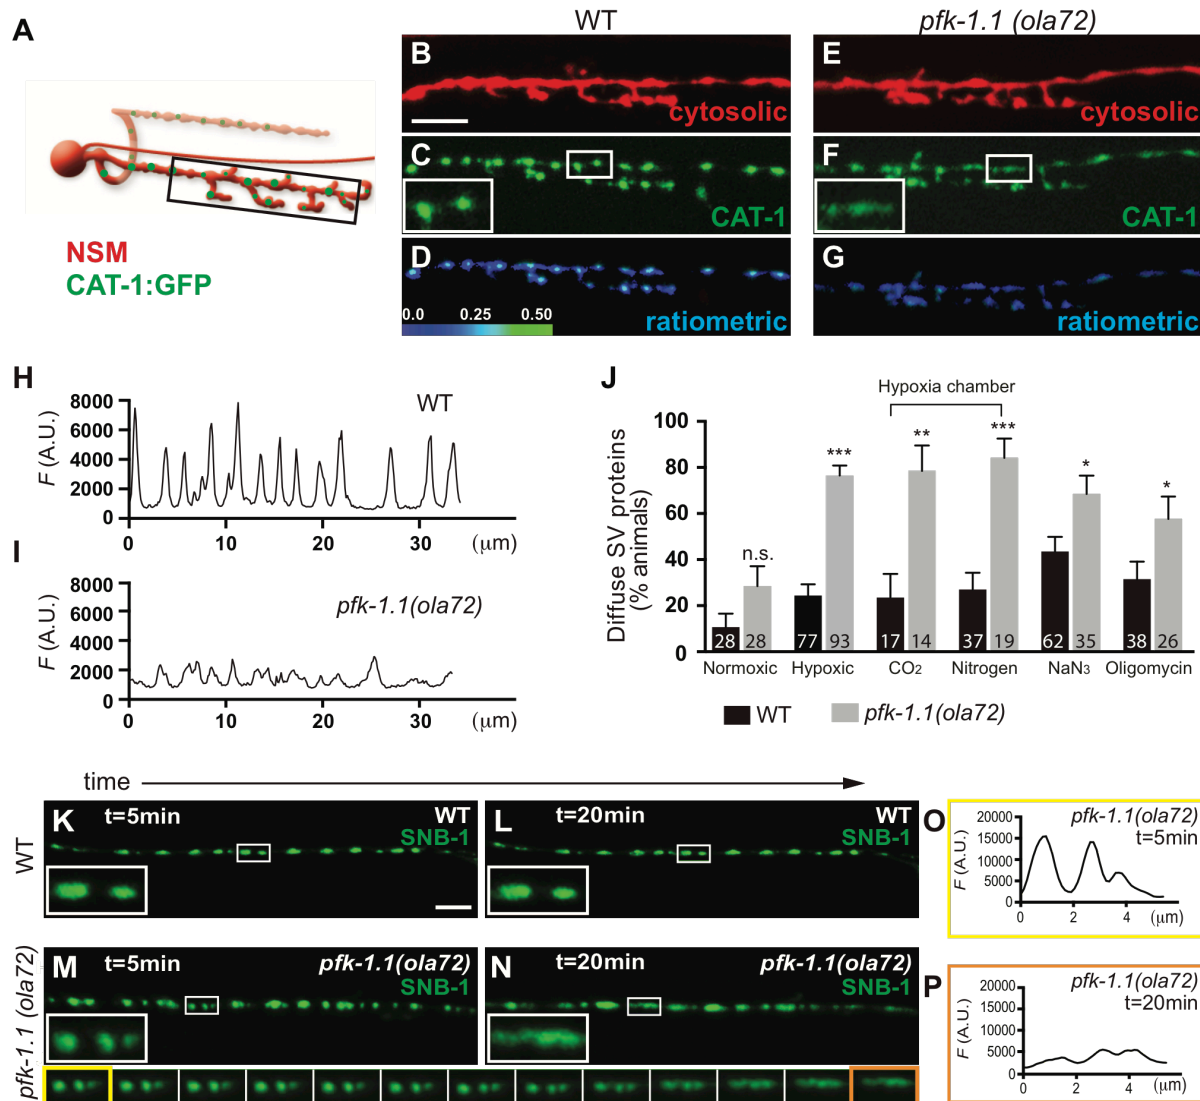 A
NSM
CAT-1:GFP
WT
pfk-1.1 (ola72)
B
cytosolic
E
cytosolic
C
CAT-1
F
CAT-1
D
0.0 0.25 0.50
ratiometric
G
ratiometric
H
WT
F (A.U.)
8000
6000
4000
2000
0
0 10 20 30 (μm)
I
pfk-1.1(ola72)
F (A.U.)
8000
6000
4000
2000
0
0 10 20 30 (μm)
J
Hypoxia chamber
Diffuse SV proteins
(% animals)
100
80
60
40
20
0
n.s. *** ** *** * *
28 28 77 93 17 14 37 19 62 35 38 26
Normoxic Hypoxic CO2 Nitrogen NaN3 Oligomycin
WT pfk-1.1(ola72)
time
WT
K t=5min WT
SNB-1
L t=20min WT
SNB-1
pfk-1.1 (ola72)
M t=5min pfk-1.1(ola72)
SNB-1
N t=20min pfk-1.1(ola72)
SNB-1
O
pfk-1.1(ola72)
t=5min
F (A.U.)
20000
15000
10000
5000
0
0 2 4 (μm)
P
pfk-1.1(ola72)
t=20min
F (A.U.)
20000
15000
10000
5000
0
0 2 4 (μm)